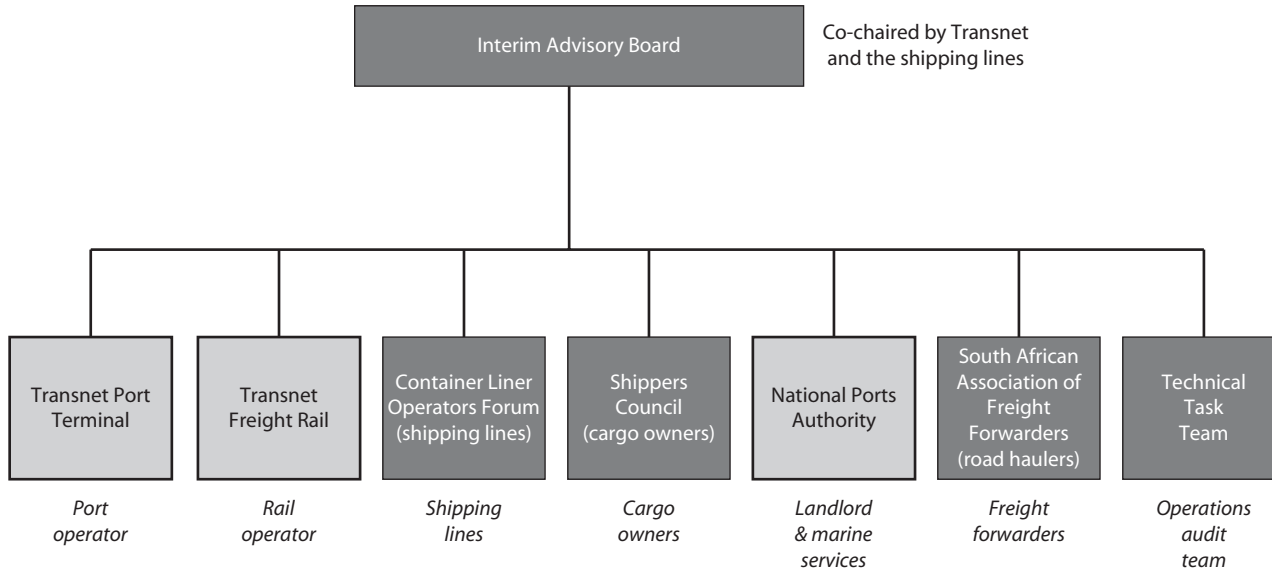 Interim Advisory Board
Co-chaired by Transnet
and the shipping lines
Transnet Port
Terminal
Transnet
Freight Rail
Container Liner
Operators Forum
(shipping lines)
Shippers
Council
(cargo owners)
National Ports
Authority
South African
Association of
Freight
Forwarders
(road haulers)
Technical
Task
Team
Port
operator
Rail
operator
Shipping
lines
Cargo
owners
Landlord
& marine
services
Freight
forwarders
Operations
audit
team